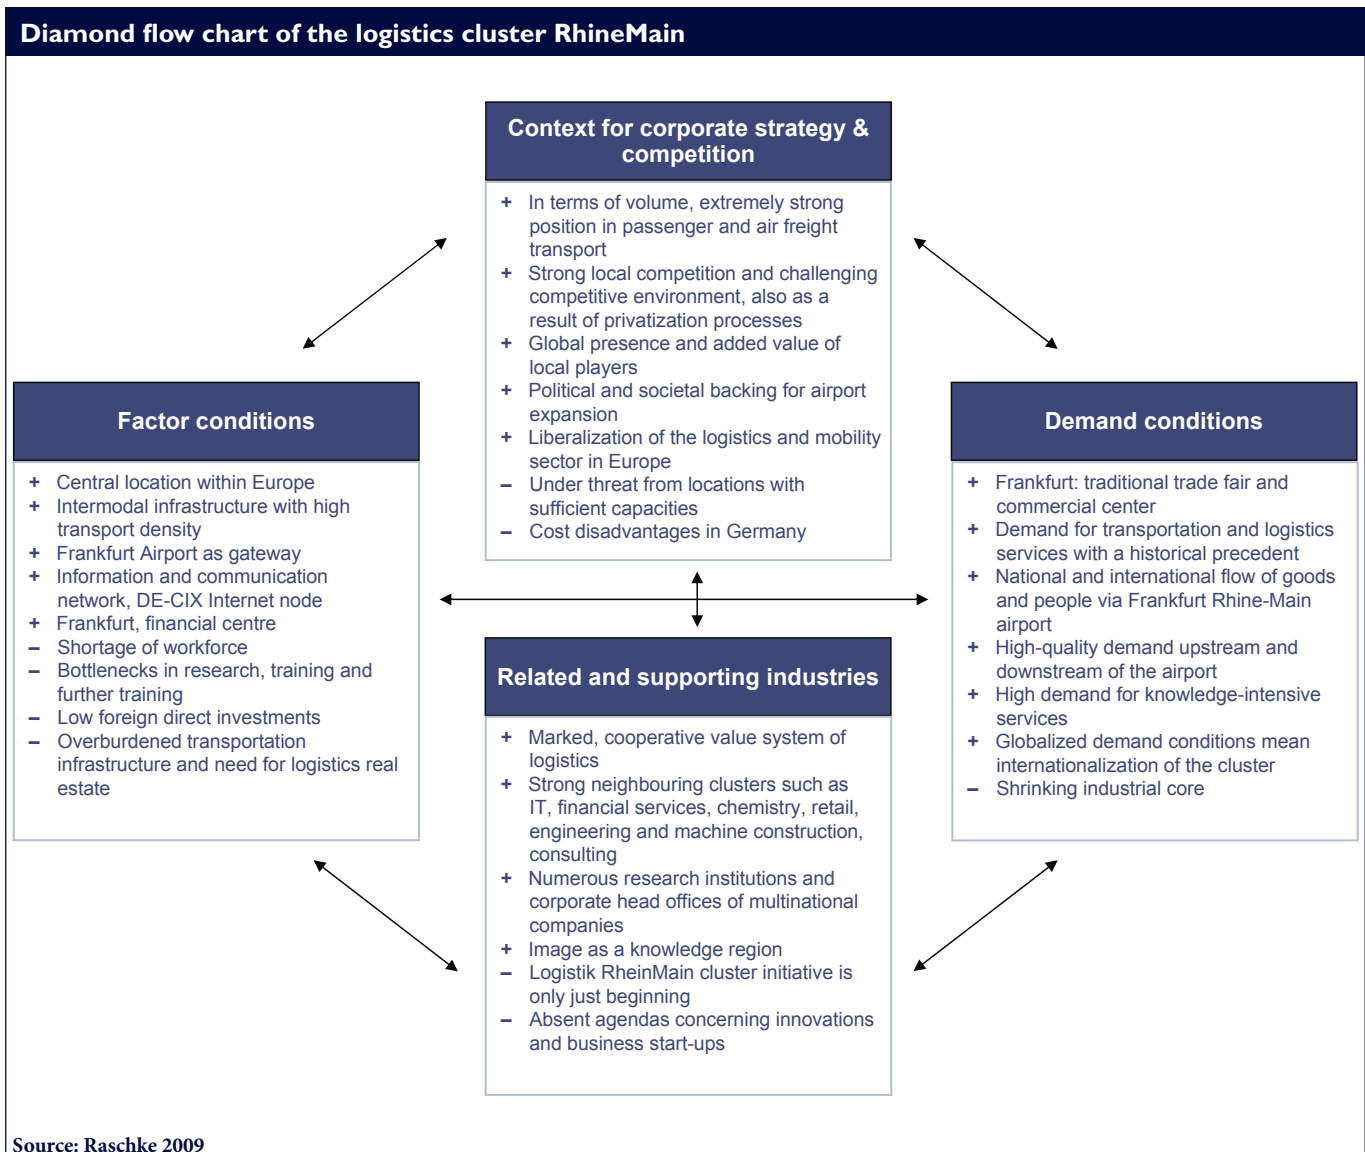 Diamond flow chart of the logistics cluster RhineMain
Context for corporate strategy &
competition
+ In terms of volume, extremely strong
position in passenger and air freight
transport
+ Strong local competition and challenging
competitive environment, also as a
result of privatization processes
+ Global presence and added value of
local players
+ Political and societal backing for airport
expansion
+ Liberalization of the logistics and mobility
sector in Europe
– Under threat from locations with
sufficient capacities
– Cost disadvantages in Germany
Factor conditions
+ Central location within Europe
+ Intermodal infrastructure with high
transport density
+ Frankfurt Airport as gateway
+ Information and communication
network, DE-CIX Internet node
+ Frankfurt, financial centre
– Shortage of workforce
– Bottlenecks in research, training and
further training
– Low foreign direct investments
– Overburdened transportation
infrastructure and need for logistics real
estate
Demand conditions
+ Frankfurt: traditional trade fair and
commercial center
+ Demand for transportation and logistics
services with a historical precedent
+ National and international flow of goods
and people via Frankfurt Rhine-Main
airport
+ High-quality demand upstream and
downstream of the airport
+ High demand for knowledge-intensive
services
+ Globalized demand conditions mean
internationalization of the cluster
– Shrinking industrial core
Related and supporting industries
+ Marked, cooperative value system of
logistics
+ Strong neighbouring clusters such as
IT, financial services, chemistry, retail,
engineering and machine construction,
consulting
+ Numerous research institutions and
corporate head offices of multinational
companies
+ Image as a knowledge region
– Logistik RheinMain cluster initiative is
only just beginning
– Absent agendas concerning innovations
and business start-ups
Source: Raschke 2009